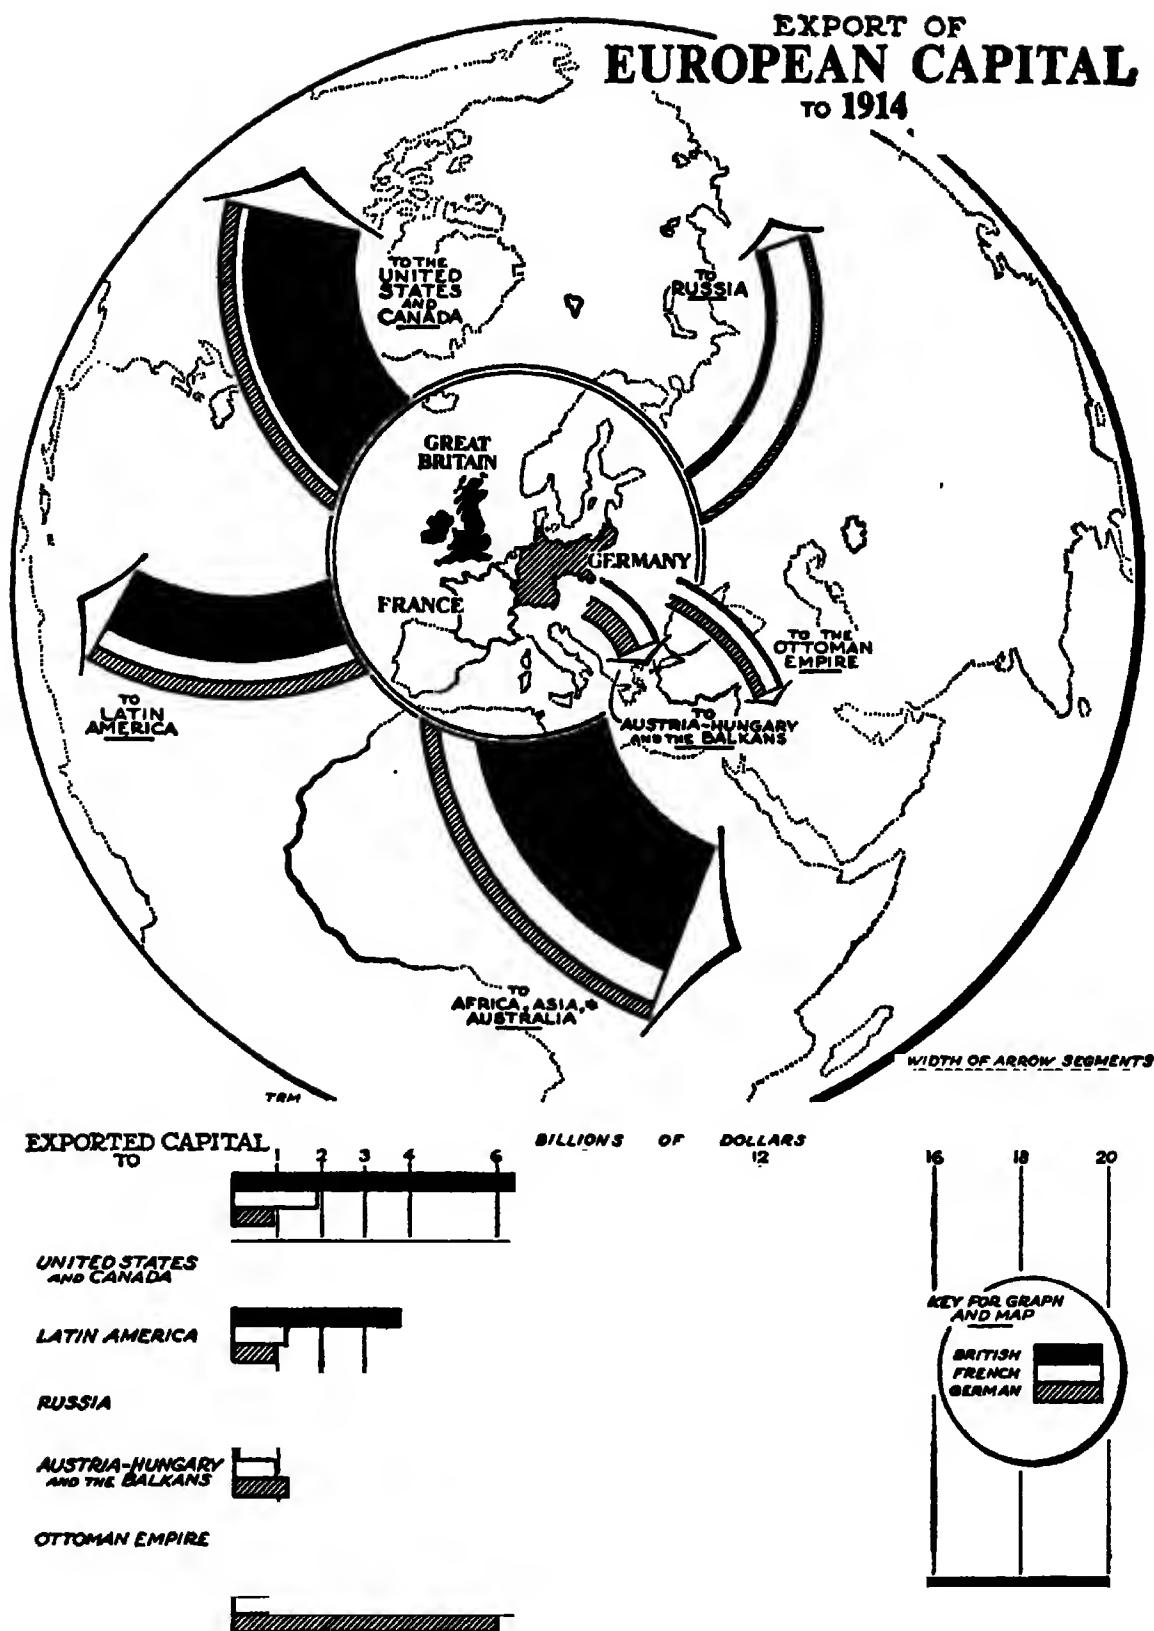 EXPORT OF
EUROPEAN CAPITAL
TO 1914
TO THE
UNITED
STATES
AND
CANADA
TO
RUSSIA
GREAT
BRITAIN
GERMANY
FRANCE
TO THE
OTTOMAN
EMPIRE
TO
LATIN
AMERICA
TO
AUSTRIA-HUNGARY
AND THE BALKANS
TO
AFRICA, ASIA,
AUSTRALIA
WIDTH OF ARROW SEGMENTS
TRM
EXPORTED CAPITAL
TO
BILLIONS OF DOLLARS
1 2 3 4 6 12 16 18 20
UNITED STATES
AND CANADA
LATIN AMERICA
RUSSIA
AUSTRIA-HUNGARY
AND THE BALKANS
OTTOMAN EMPIRE
KEY FOR GRAPH
AND MAP
BRITISH
FRENCH
GERMAN